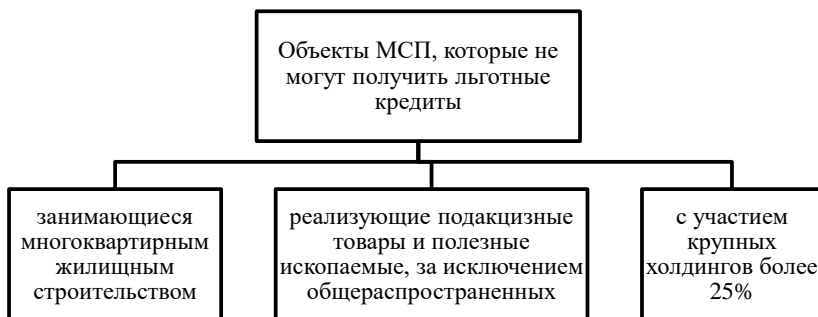 Объекты МСП, которые не
могут получить льготные
кредиты
занимающиеся
многоквартирным
жилищным
строительством
реализующие подакцизные
товары и полезные
ископаемые, за исключением
общераспространенных
с участием
крупных
холдингов более
25%